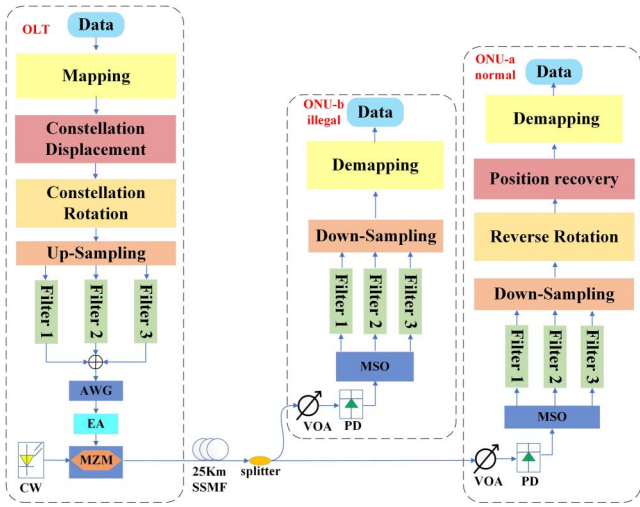 OLT
Data
Mapping
Constellation
Displacement
Constellation
Rotation
Up-Sampling
Filter 1
Filter 2
Filter 3
AWG
EA
MZM
CW
25Km
SSMF
splitter
ONU-b
illegal
Data
Demapping
Down-Sampling
Filter 1
Filter 2
Filter 3
MSO
VOA
PD
ONU-a
normal
Data
Demapping
Position recovery
Reverse Rotation
Down-Sampling
Filter 1
Filter 2
Filter 3
MSO
VOA
PD